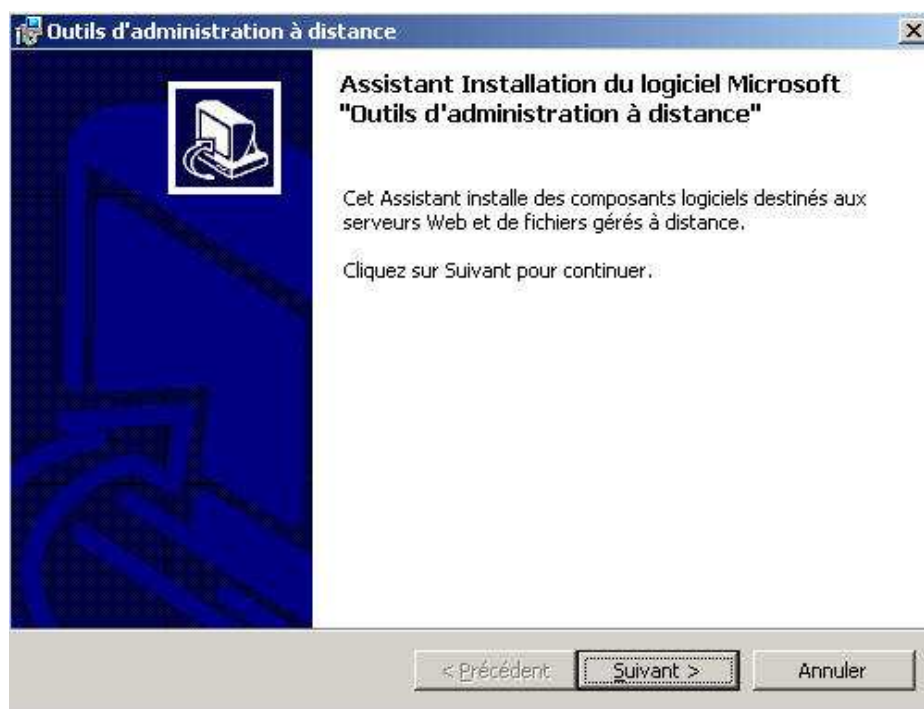 Outils d'administration à distance
Assistant Installation du logiciel Microsoft
"Outils d'administration à distance"
Cet Assistant installe des composants logiciels destinés aux
serveurs Web et de fichiers gérés à distance.
Cliquez sur Suivant pour continuer.
< Précédent Suivant > Annuler